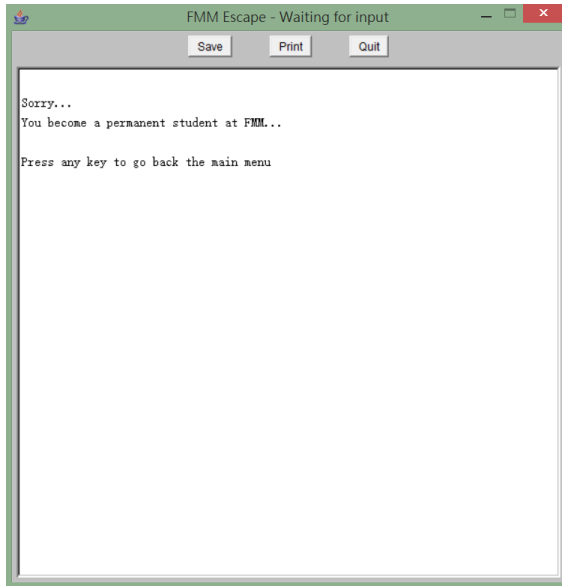 FMM Escape - Waiting for input
Save Print Quit
Sorry...
You become a permanent student at FMM...
Press any key to go back the main menu